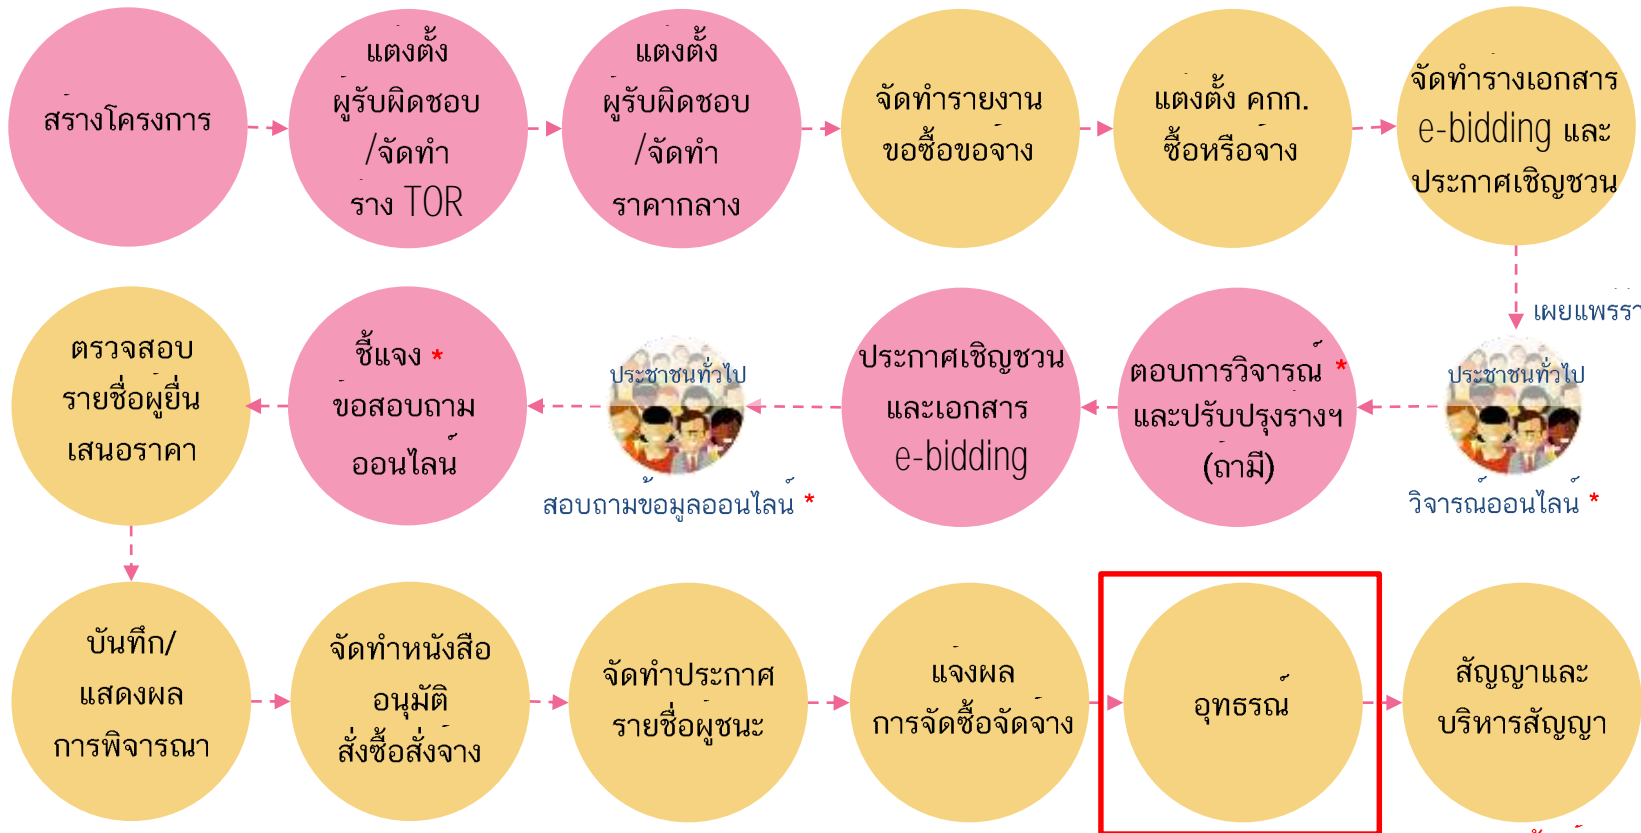 สร้างโครงการ
แต่งตั้ง
ผู้รับผิดชอบ
/จัดทำ
ร่าง TOR
แต่งตั้ง
ผู้รับผิดชอบ
/จัดทำ
ราคากลาง
จัดทำรายงาน
ขอซื้อขอจ้าง
แต่งตั้ง คกก.
ซื้อหรือจ้าง
จัดทำร่างเอกสาร
e-bidding และ
ประกาศเชิญชวน
เผยแพร่ร่า
ตรวจสอบ
รายชื่อผู้ยื่น
เสนอราคา
ชี้แจง *
ข้อสอบถาม
ออนไลน์
ประชาชนทั่วไป
สอบถามข้อมูลออนไลน์ *
ประกาศเชิญชวน
และเอกสาร
e-bidding
ตอบการวิจารณ์ *
และปรับปรุงร่างฯ
(ถ้ามี)
ประชาชนทั่วไป
วิจารณ์ออนไลน์ *
บันทึก/
แสดงผล
การพิจารณา
จัดทำหนังสือ
อนุมัติ
สั่งซื้อสั่งจ้าง
จัดทำประกาศ
รายชื่อผู้ชนะ
แจ้งผล
การจัดซื้อจัดจ้าง
อุทธรณ์
สัญญาและ
บริหารสัญญา